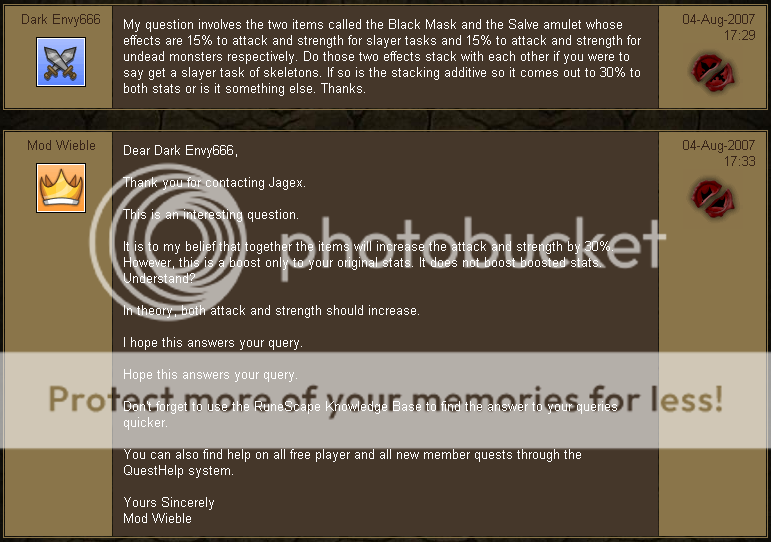 Dark Envy666
My question involves the two items called the Black Mask and the Salve amulet whose
effects are 15% to attack and strength for slayer tasks and 15% to attack and strength for
undead monsters respectively. Do those two effects stack with each other if you were to
say get a slayer task of skeletons. If so is the stacking additive so it comes out to 30% to
both stats or is it something else. Thanks.
04-Aug-2007
17:29
Mod Wieble
Dear Dark Envy666,
Thank you for contacting Jagex.
This is an interesting question.
It is to my belief that together the items will increase the attack and strength by 30%.
However, this is a boost only to your original stats. It does not boost boosted stats.
Understand?
In theory, both attack and strength should increase.
I hope this answers your query.
Hope this answers your query.
Don't forget to use the RuneScape Knowledge Base to find the answer to your queries
quicker.
You can also find help on all free player and all new member quests through the
QuestHelp system.
Yours Sincerely
Mod Wieble
04-Aug-2007
17:33
photobucket
Protect more of your memories for less!